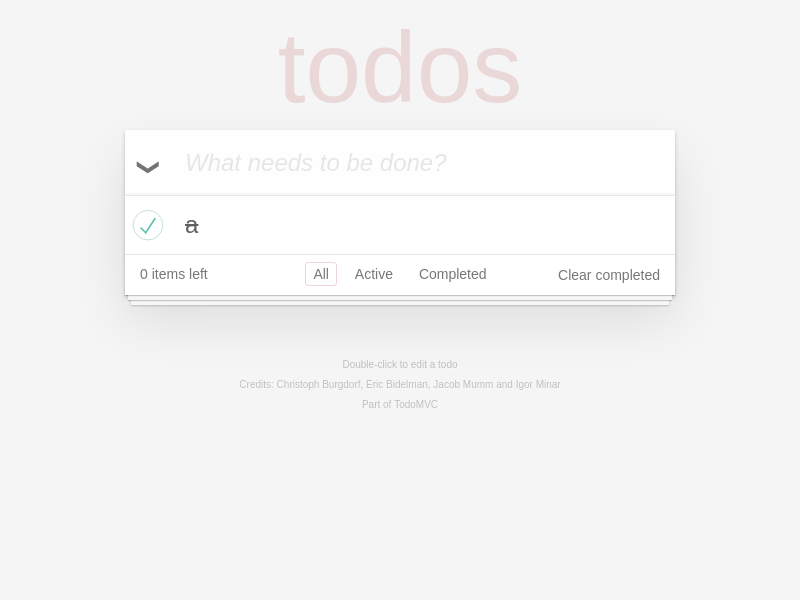 todos
What needs to be done?
a
0 items left All Active Completed Clear completed
Double-click to edit a todo
Credits: Christoph Burgdorf, Eric Bidelman, Jacob Mumm and Igor Minar
Part of TodoMVC